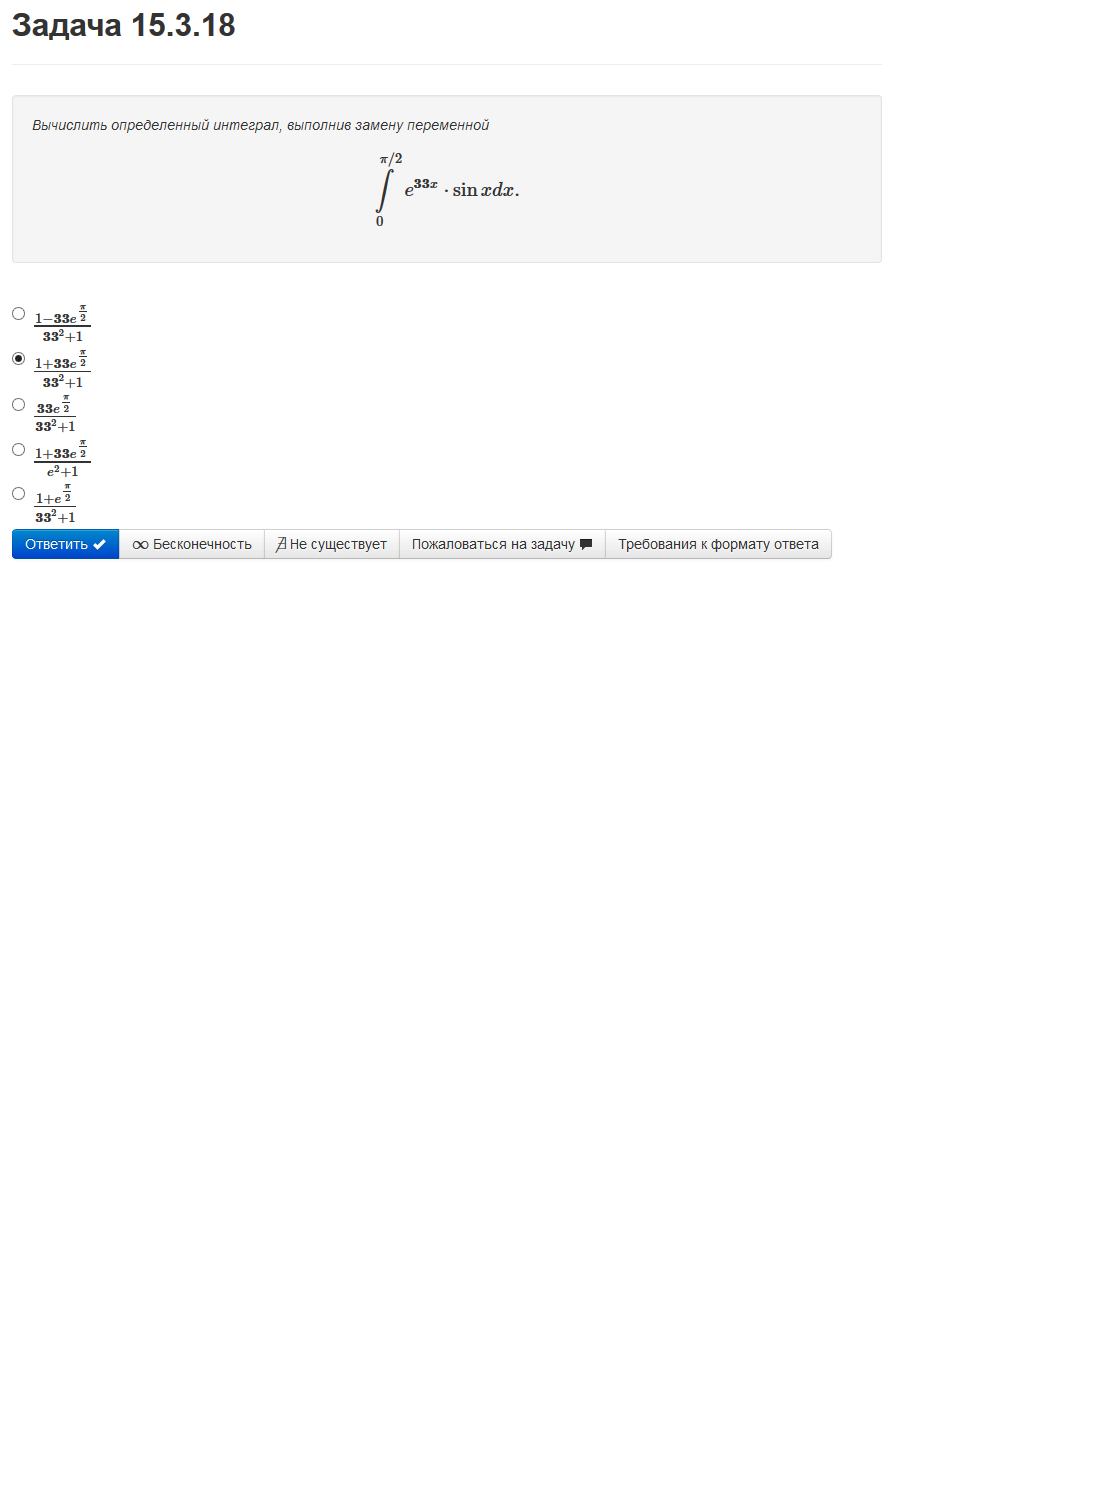 Задача 15.3.18
Вычислить определенный интеграл, выполнив замену переменной
$\int\limits_{0}^{\pi/2} e^{33x} \cdot \sin x dx.$
$\frac{1-33e^{\frac{\pi}{2}}}{33^2+1}$
$\frac{1+33e^{\frac{\pi}{2}}}{33^2+1}$
$\frac{33e^{\frac{\pi}{2}}}{33^2+1}$
$\frac{1+33e^{\frac{\pi}{2}}}{e^2+1}$
$\frac{1+e^{\frac{\pi}{2}}}{33^2+1}$
Ответить ✔ ∞ Бесконечность ∄ Не существует Пожаловаться на задачу Требования к формату ответа